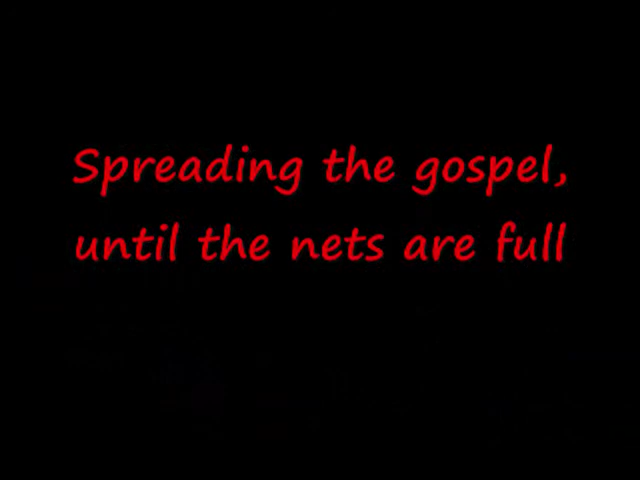 Spreading the gospel,
until the nets are full